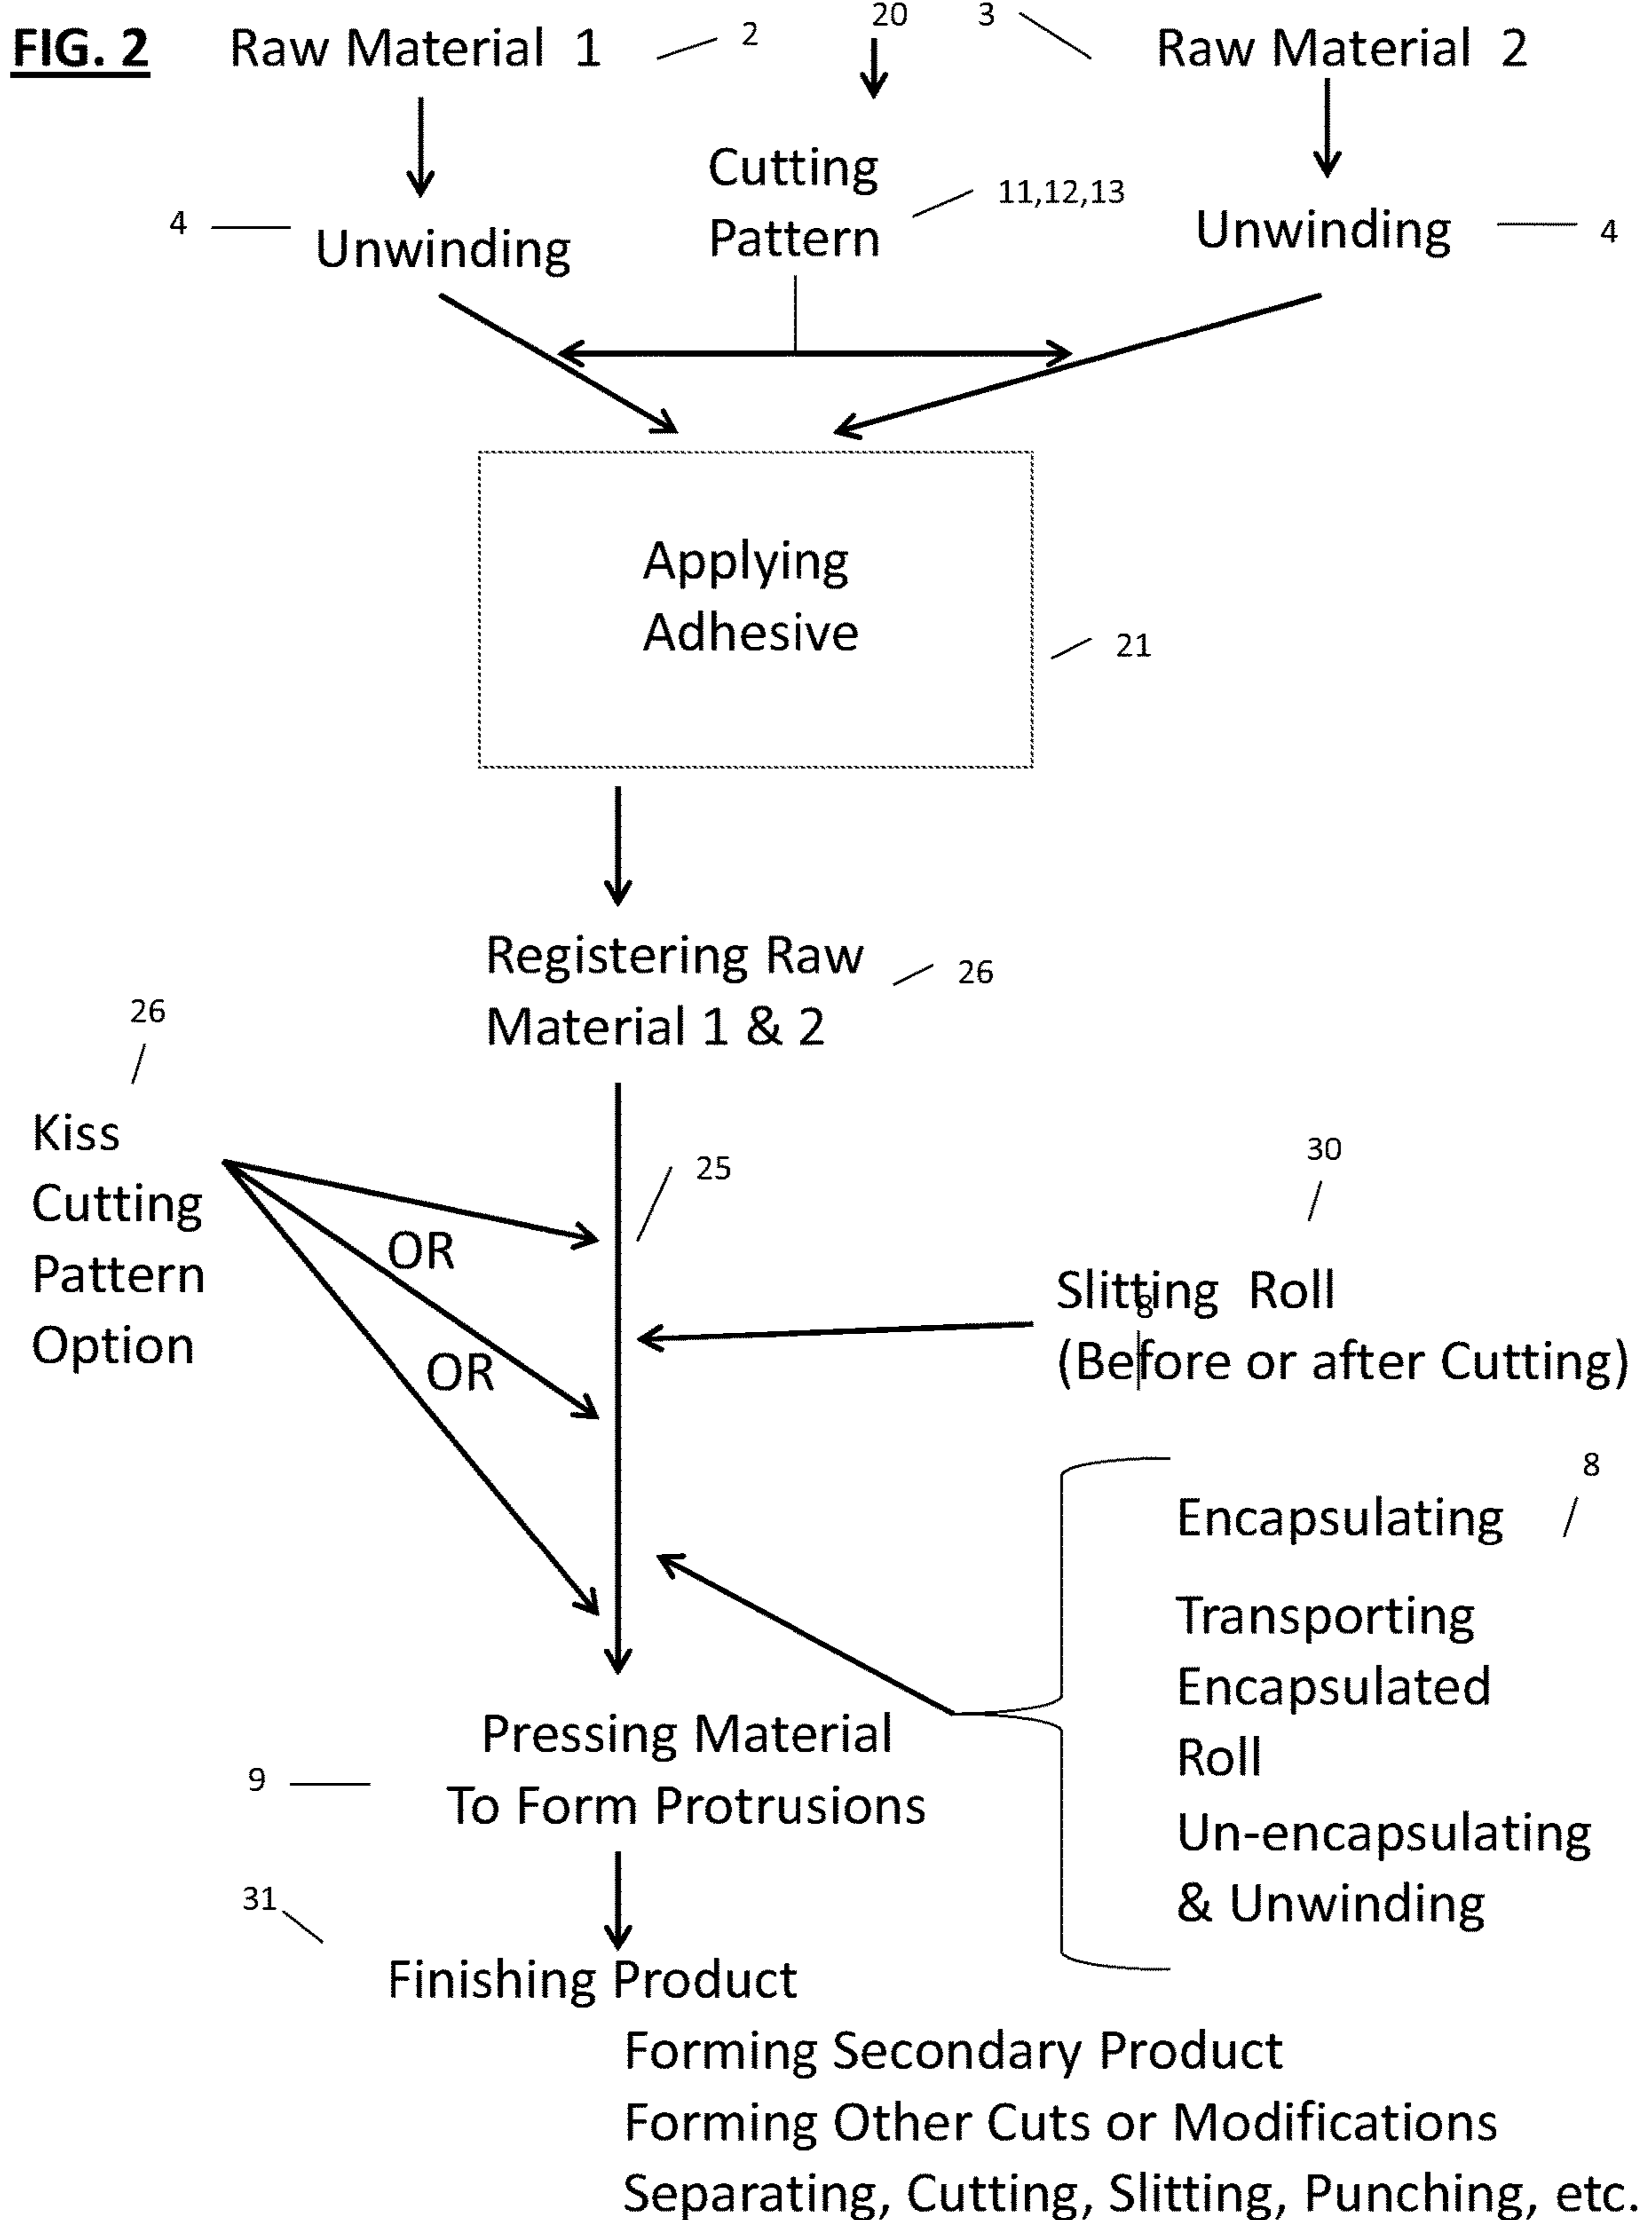 FIG. 2
Raw Material 1
2
20
3
Raw Material 2
Cutting
Pattern
11,12,13
4
Unwinding
Unwinding
4
Applying
Adhesive
21
Registering Raw
Material 1 & 2
26
26
Kiss
Cutting
Pattern
Option
OR
OR
25
30
Slitting Roll
8
(Before or after Cutting)
8
Encapsulating
Transporting
Encapsulated
Roll
Un-encapsulating
& Unwinding
Pressing Material
To Form Protrusions
9
31
Finishing Product
Forming Secondary Product
Forming Other Cuts or Modifications
Separating, Cutting, Slitting, Punching, etc.